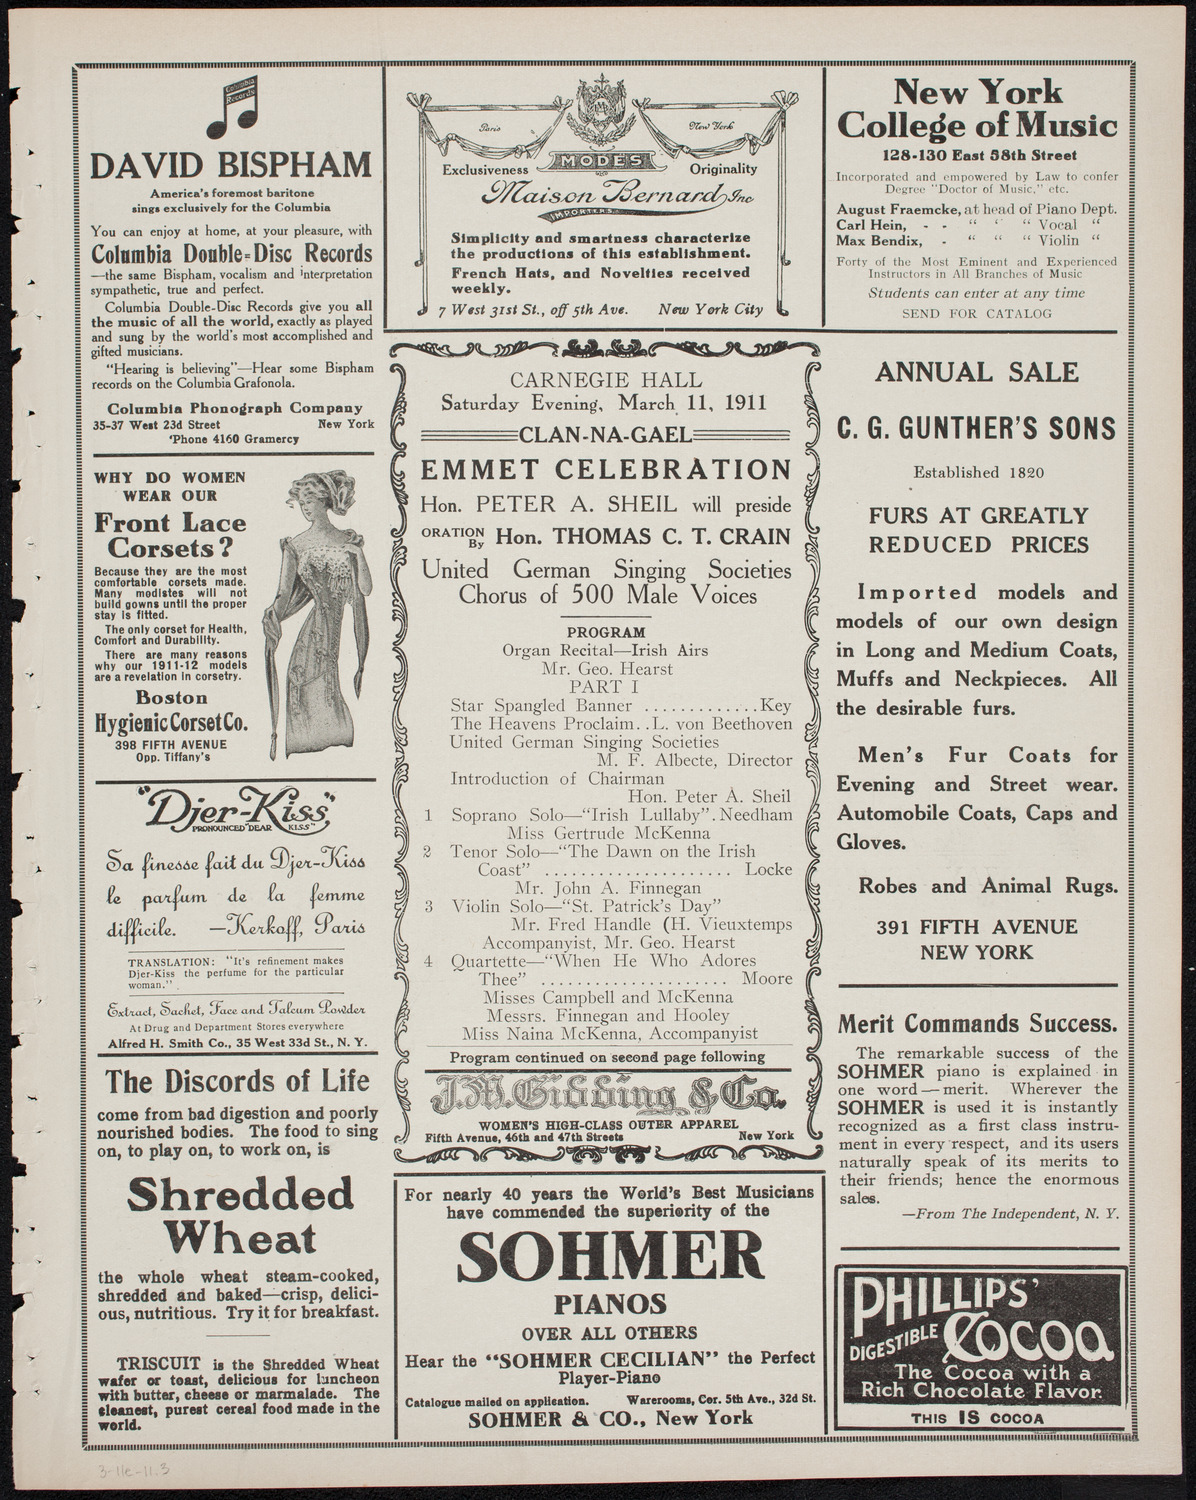 Columbia
Records
DAVID BISPHAM
America's foremost baritone
sings exclusively for the Columbia
You can enjoy at home, at your pleasure, with
Columbia Double-Disc Records
—the same Bispham, vocalism and interpretation
sympathetic, true and perfect.
Columbia Double-Disc Records give you all
the music of all the world, exactly as played
and sung by the world's most accomplished and
gifted musicians.
"Hearing is believing"—Hear some Bispham
records on the Columbia Grafonola.
Columbia Phonograph Company
35-37 West 23d Street New York
'Phone 4160 Gramercy
WHY DO WOMEN
WEAR OUR
Front Lace
Corsets?
Because they are the most
comfortable corsets made.
Many modistes will not
build gowns until the proper
stay is fitted.
The only corset for Health,
Comfort and Durability.
There are many reasons
why our 1911-12 models
are a revelation in corsetry.
Boston
Hygienic Corset Co.
398 FIFTH AVENUE
Opp. Tiffany's
"Djer-Kiss"
PRONOUNCED "DEAR KISS"
Sa finesse fait du Djer-Kiss
le parfum de la femme
difficile. —Kerkoff, Paris
TRANSLATION: "It's refinement makes
Djer-Kiss the perfume for the particular
woman."
Extract, Sachet, Face and Talcum Powder
At Drug and Department Stores everywhere
Alfred H. Smith Co., 35 West 33d St., N. Y.
The Discords of Life
come from bad digestion and poorly
nourished bodies. The food to sing
on, to play on, to work on, is
Shredded
Wheat
the whole wheat steam-cooked,
shredded and baked—crisp, delici-
ous, nutritious. Try it for breakfast.
TRISCUIT is the Shredded Wheat
wafer or toast, delicious for luncheon
with butter, cheese or marmalade. The
cleanest, purest cereal food made in the
world.
Paris New York
MODES
Exclusiveness Originality
Maison Bernard Inc
IMPORTERS
Simplicity and smartness characterize
the productions of this establishment.
French Hats, and Novelties received
weekly.
7 West 31st St., off 5th Ave. New York City
CARNEGIE HALL
Saturday Evening, March 11, 1911
CLAN-NA-GAEL
EMMET CELEBRATION
Hon. PETER A. SHEIL will preside
ORATION By Hon. THOMAS C. T. CRAIN
United German Singing Societies
Chorus of 500 Male Voices
PROGRAM
Organ Recital—Irish Airs
Mr. Geo. Hearst
PART I
Star Spangled Banner .............Key
The Heavens Proclaim..L. von Beethoven
United German Singing Societies
M. F. Albecte, Director
Introduction of Chairman
Hon. Peter A. Sheil
1 Soprano Solo—"Irish Lullaby".Needham
Miss Gertrude McKenna
2 Tenor Solo—"The Dawn on the Irish
Coast" ..................... Locke
Mr. John A. Finnegan
3 Violin Solo—"St. Patrick's Day"
Mr. Fred Handle (H. Vieuxtemps
Accompanyist, Mr. Geo. Hearst
4 Quartette—"When He Who Adores
Thee" ........................ Moore
Misses Campbell and McKenna
Messrs. Finnegan and Hooley
Miss Naina McKenna, Accompanyist
Program continued on second page following
J.M. Gidding & Co.
WOMEN'S HIGH-CLASS OUTER APPAREL
Fifth Avenue, 46th and 47th Streets New York
For nearly 40 years the World's Best Musicians
have commended the superiority of the
SOHMER
PIANOS
OVER ALL OTHERS
Hear the "SOHMER CECILIAN" the Perfect
Player-Piano
Catalogue mailed on application. Warerooms, Cor. 5th Ave., 32d St.
SOHMER & CO., New York
New York
College of Music
128-130 East 58th Street
Incorporated and empowered by Law to confer
Degree "Doctor of Music," etc.
August Fraemcke, at head of Piano Dept.
Carl Hein, - - " " " Vocal "
Max Bendix, - " " " Violin "
Forty of the Most Eminent and Experienced
Instructors in All Branches of Music
Students can enter at any time
SEND FOR CATALOG
ANNUAL SALE
C. G. GUNTHER'S SONS
Established 1820
FURS AT GREATLY
REDUCED PRICES
Imported models and
models of our own design
in Long and Medium Coats,
Muffs and Neckpieces. All
the desirable furs.
Men's Fur Coats for
Evening and Street wear.
Automobile Coats, Caps and
Gloves.
Robes and Animal Rugs.
391 FIFTH AVENUE
NEW YORK
Merit Commands Success.
The remarkable success of the
SOHMER piano is explained in
one word—merit. Wherever the
SOHMER is used it is instantly
recognized as a first class instru-
ment in every respect, and its users
naturally speak of its merits to
their friends; hence the enormous
sales.
—From The Independent, N. Y.
PHILLIPS'
DIGESTIBLE COCOA
The Cocoa with a
Rich Chocolate Flavor.
THIS IS COCOA
3-11e-11.3